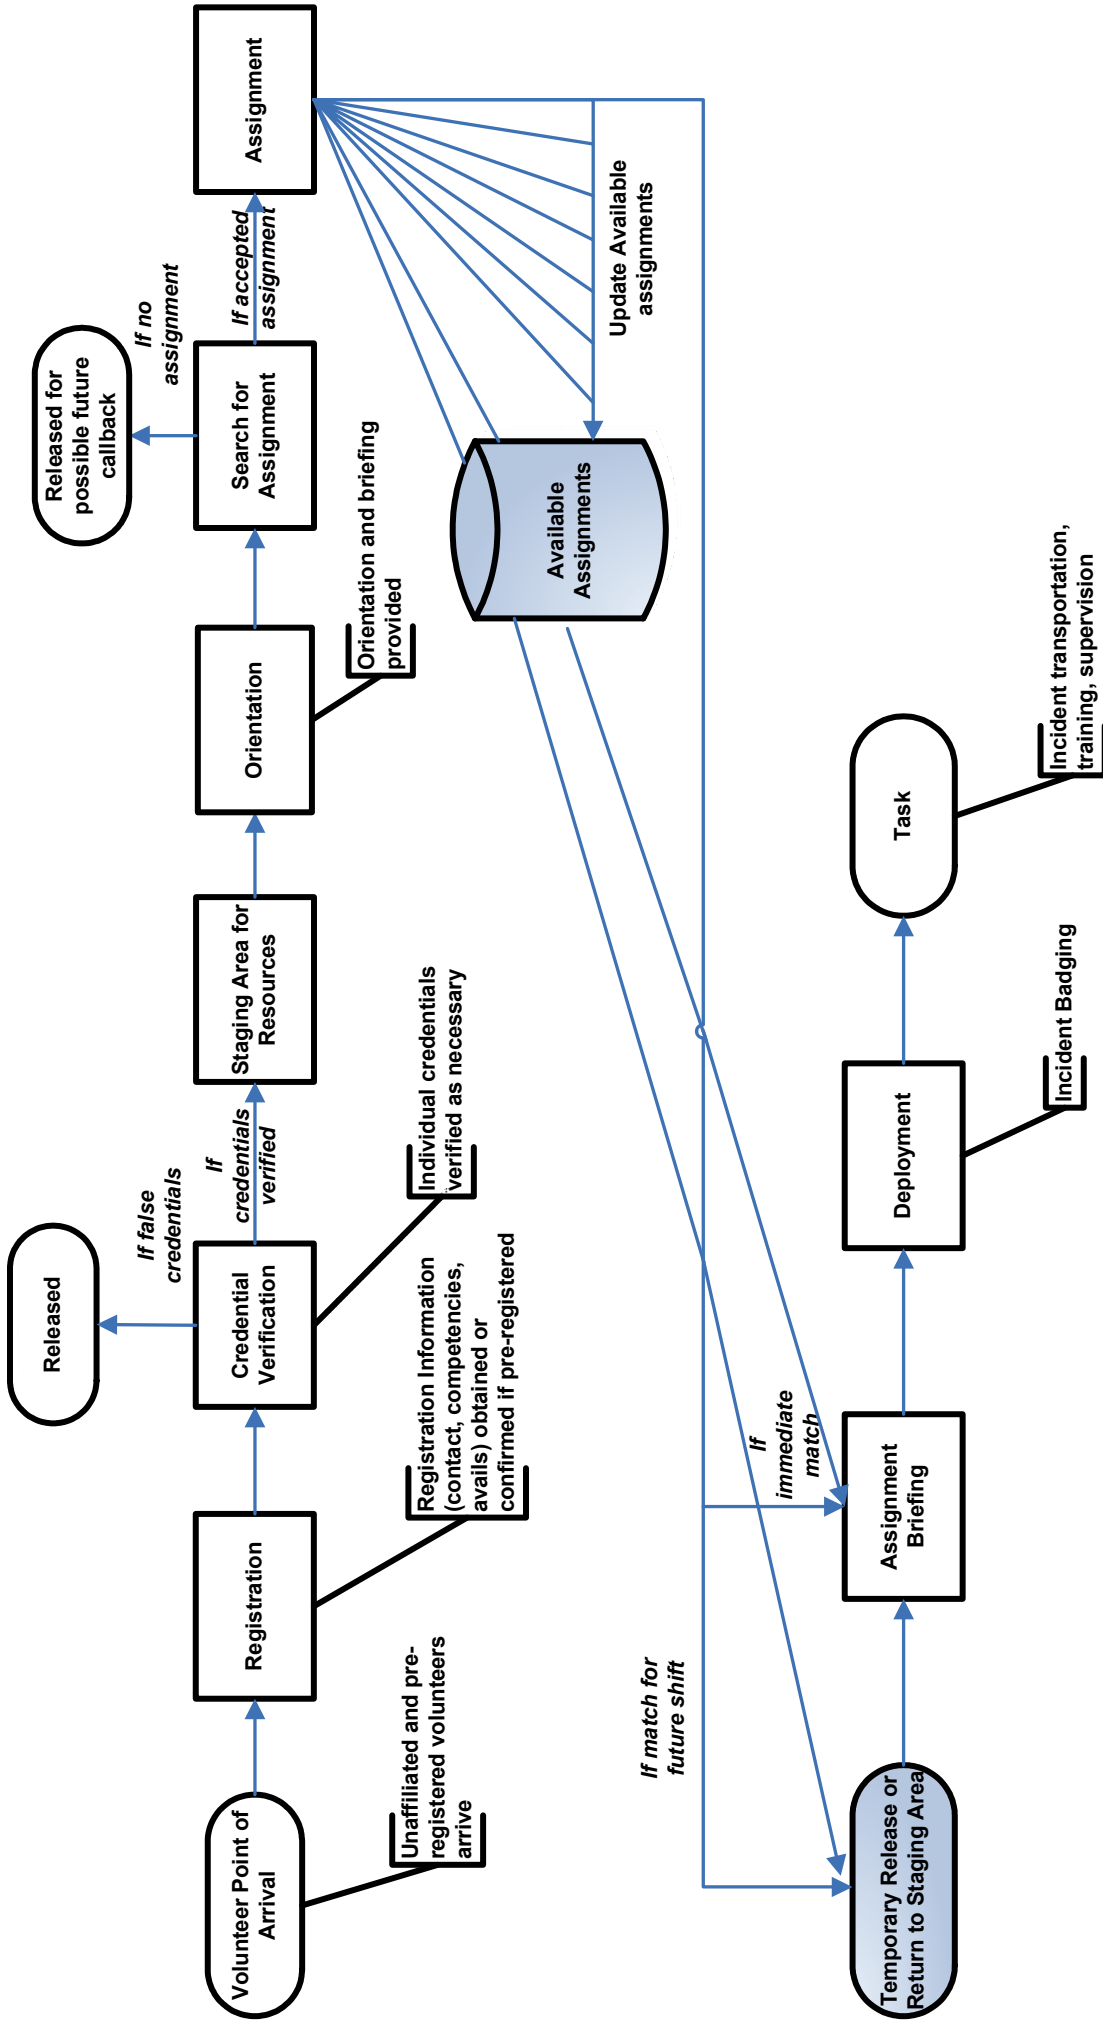 Volunteer Point of
Arrival
Unaffiliated and pre-
registered volunteers
arrive
Registration
Registration Information
(contact, competencies,
avails) obtained or
confirmed if pre-registered
Credential
Verification
If false
credentials
Released
Individual credentials
verified as necessary
If
credentials
verified
Staging Area for
Resources
Orientation
Orientation and briefing
provided
Search for
Assignment
If no
assignment
Released for
possible future
callback
If accepted
assignment
Assignment
Update Available
assignments
Available
Assignments
If match for
future shift
If
immediate
match
Temporary Release or
Return to Staging Area
Assignment
Briefing
Deployment
Incident Badging
Task
Incident transportation,
training, supervision